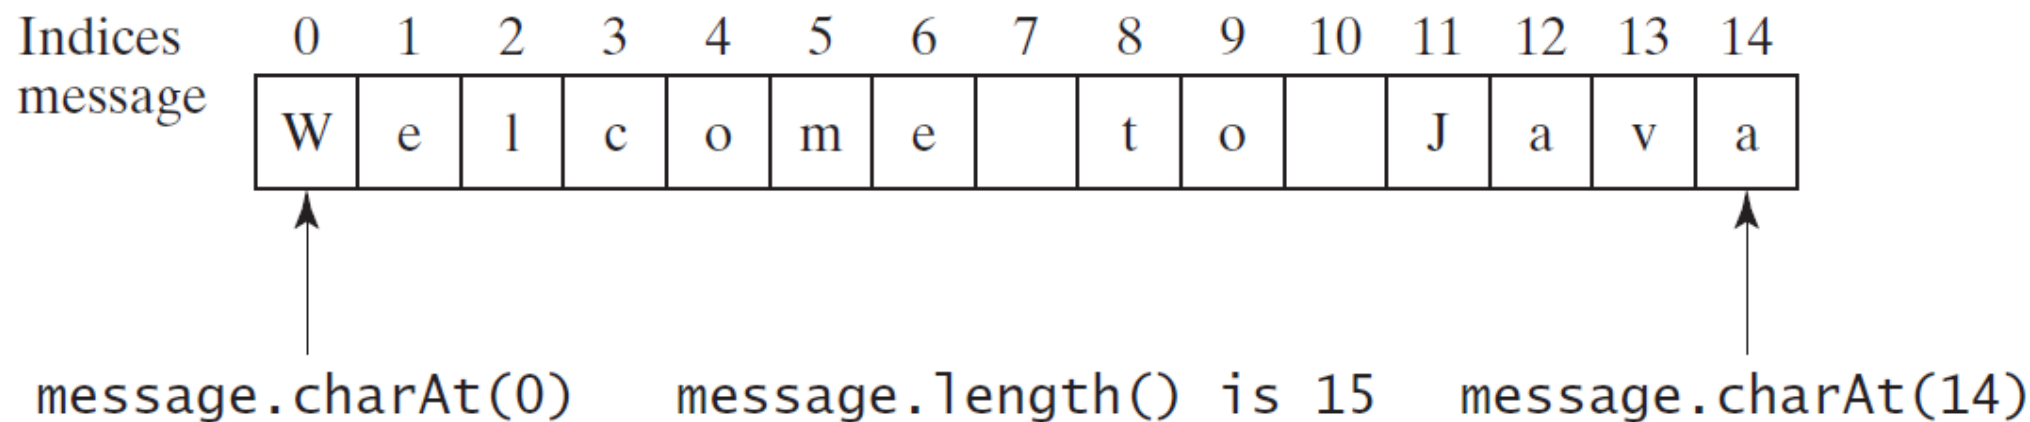 Indices 0 1 2 3 4 5 6 7 8 9 10 11 12 13 14
message W e l c o m e t o J a v a
message.charAt(0) message.length() is 15 message.charAt(14)